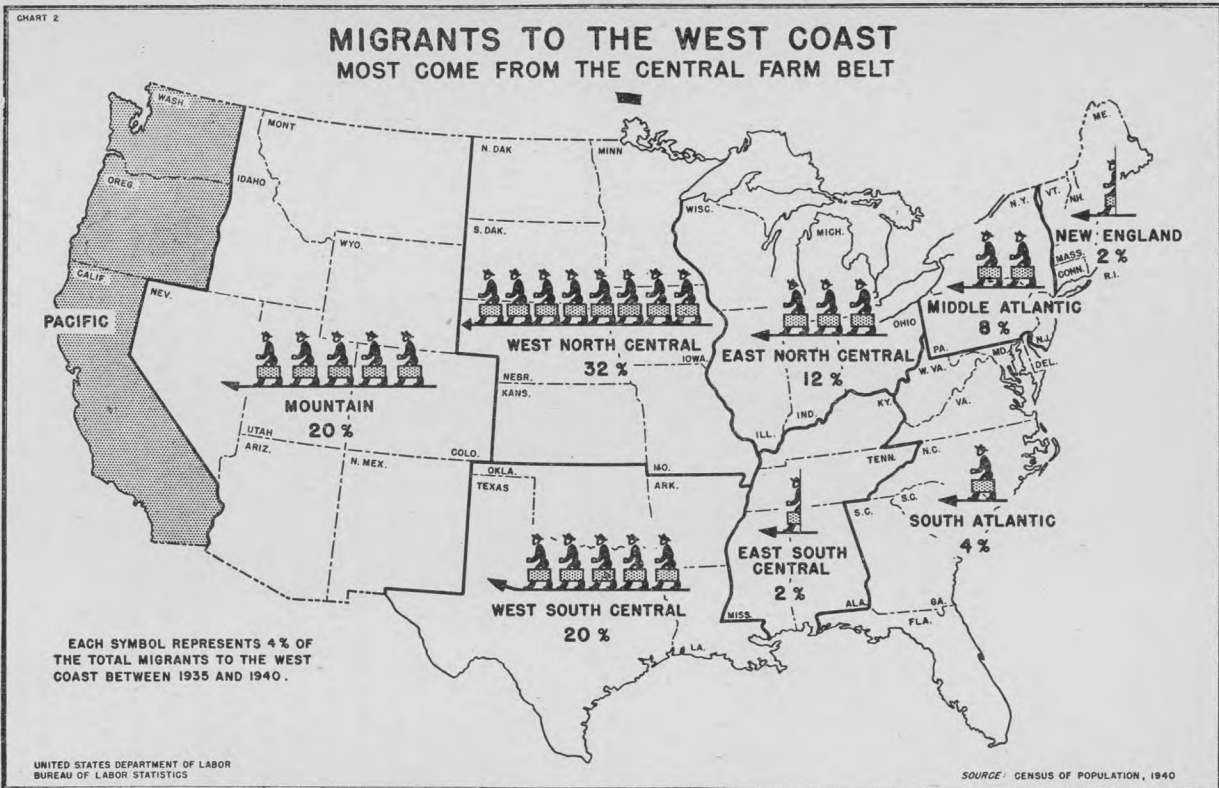 CHART 2
MIGRANTS TO THE WEST COAST
MOST COME FROM THE CENTRAL FARM BELT
WASH.
MONT
N. DAK
MINN
ME.
OREG.
IDAHO
WISC.
N.Y.
VT.
NH.
S. DAK.
MICH.
WYO.
NEW ENGLAND
2 %
MASS.
CONN.
R.I.
CALIF.
NEV.
MIDDLE ATLANTIC
8 %
PACIFIC
OHIO
WEST NORTH CENTRAL
32 %
IOWA
EAST NORTH CENTRAL
12 %
PA.
N.J.
MD.
DEL.
W. VA.
VA.
NEBR.
KANS.
MOUNTAIN
20 %
KY.
IND.
ILL.
UTAH
ARIZ.
N. MEX.
COLO.
OKLA.
TEXAS
MO.
ARK.
TENN.
N.C.
S.C.
S.C.
SOUTH ATLANTIC
4 %
EAST SOUTH
CENTRAL
2 %
WEST SOUTH CENTRAL
20 %
MISS.
ALA.
GA.
FLA.
LA.
EACH SYMBOL REPRESENTS 4 % OF
THE TOTAL MIGRANTS TO THE WEST
COAST BETWEEN 1935 AND 1940.
UNITED STATES DEPARTMENT OF LABOR
BUREAU OF LABOR STATISTICS
SOURCE: CENSUS OF POPULATION, 1940